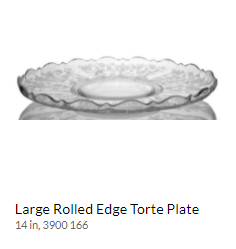 Large Rolled Edge Torte Plate
14 in, 3900 166